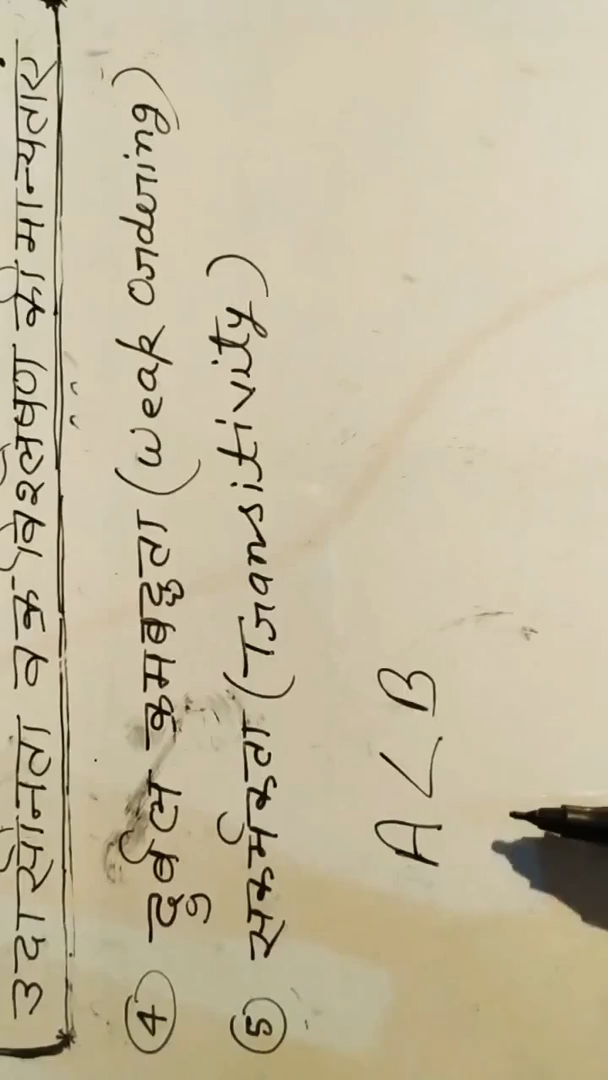 उदासीनता वक्र विश्लेषण की मान्यताएं
④ दुर्बल क्रमबद्धता (Weak Ordering)
⑤ सकर्मकता (Transitivity)
A < B